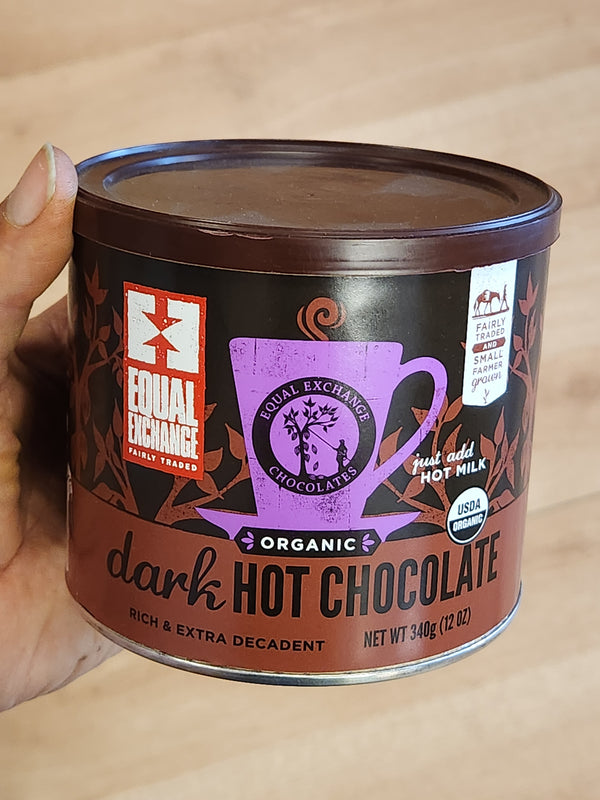 EQUAL
EXCHANGE
FAIRLY TRADED
EQUAL EXCHANGE
CHOCOLATES
FAIRLY
TRADED
AND
SMALL
FARMER
grown
just add
HOT MILK
USDA
ORGANIC
ORGANIC
dark HOT CHOCOLATE
RICH & EXTRA DECADENT
NET WT 340g (12 OZ)